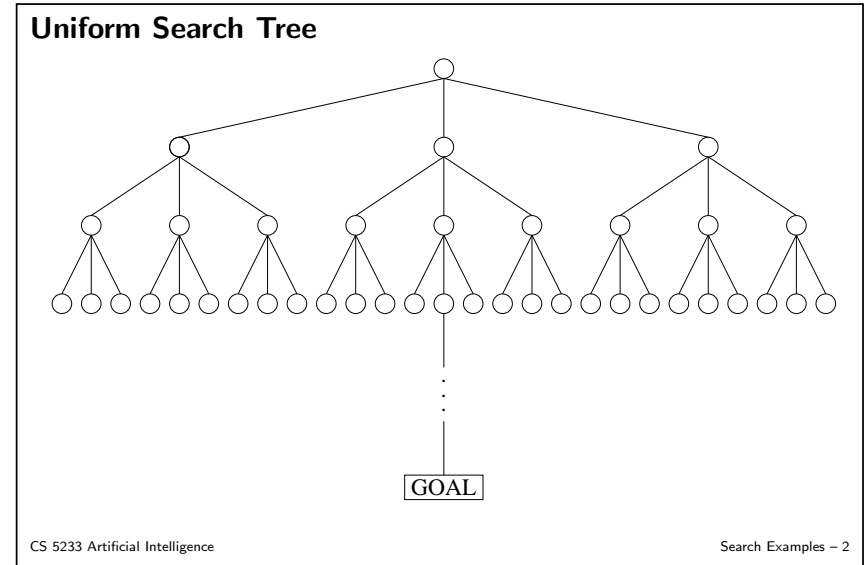 Uniform Search Tree
GOAL
CS 5233 Artificial Intelligence
Search Examples – 2